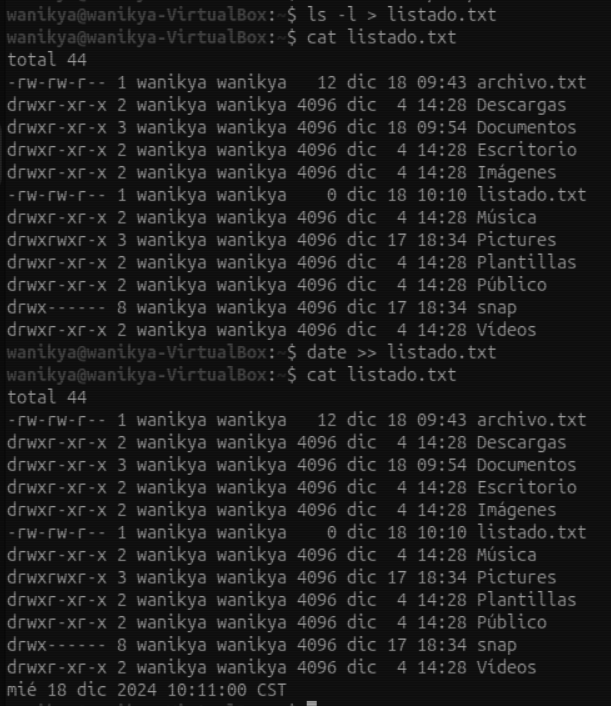 wanikya@wanikya-VirtualBox:~$ ls -l > listado.txt
wanikya@wanikya-VirtualBox:~$ cat listado.txt
total 44
-rw-rw-r-- 1 wanikya wanikya   12 dic 18 09:43 archivo.txt
drwxr-xr-x 2 wanikya wanikya 4096 dic  4 14:28 Descargas
drwxr-xr-x 3 wanikya wanikya 4096 dic 18 09:54 Documentos
drwxr-xr-x 2 wanikya wanikya 4096 dic  4 14:28 Escritorio
drwxr-xr-x 2 wanikya wanikya 4096 dic  4 14:28 Imágenes
-rw-rw-r-- 1 wanikya wanikya    0 dic 18 10:10 listado.txt
drwxr-xr-x 2 wanikya wanikya 4096 dic  4 14:28 Música
drwxrwxr-x 3 wanikya wanikya 4096 dic 17 18:34 Pictures
drwxr-xr-x 2 wanikya wanikya 4096 dic  4 14:28 Plantillas
drwxr-xr-x 2 wanikya wanikya 4096 dic  4 14:28 Público
drwx------ 8 wanikya wanikya 4096 dic 17 18:34 snap
drwxr-xr-x 2 wanikya wanikya 4096 dic  4 14:28 Vídeos
wanikya@wanikya-VirtualBox:~$ date >> listado.txt
wanikya@wanikya-VirtualBox:~$ cat listado.txt
total 44
-rw-rw-r-- 1 wanikya wanikya   12 dic 18 09:43 archivo.txt
drwxr-xr-x 2 wanikya wanikya 4096 dic  4 14:28 Descargas
drwxr-xr-x 3 wanikya wanikya 4096 dic 18 09:54 Documentos
drwxr-xr-x 2 wanikya wanikya 4096 dic  4 14:28 Escritorio
drwxr-xr-x 2 wanikya wanikya 4096 dic  4 14:28 Imágenes
-rw-rw-r-- 1 wanikya wanikya    0 dic 18 10:10 listado.txt
drwxr-xr-x 2 wanikya wanikya 4096 dic  4 14:28 Música
drwxrwxr-x 3 wanikya wanikya 4096 dic 17 18:34 Pictures
drwxr-xr-x 2 wanikya wanikya 4096 dic  4 14:28 Plantillas
drwxr-xr-x 2 wanikya wanikya 4096 dic  4 14:28 Público
drwx------ 8 wanikya wanikya 4096 dic 17 18:34 snap
drwxr-xr-x 2 wanikya wanikya 4096 dic  4 14:28 Vídeos
mié 18 dic 2024 10:11:00 CST